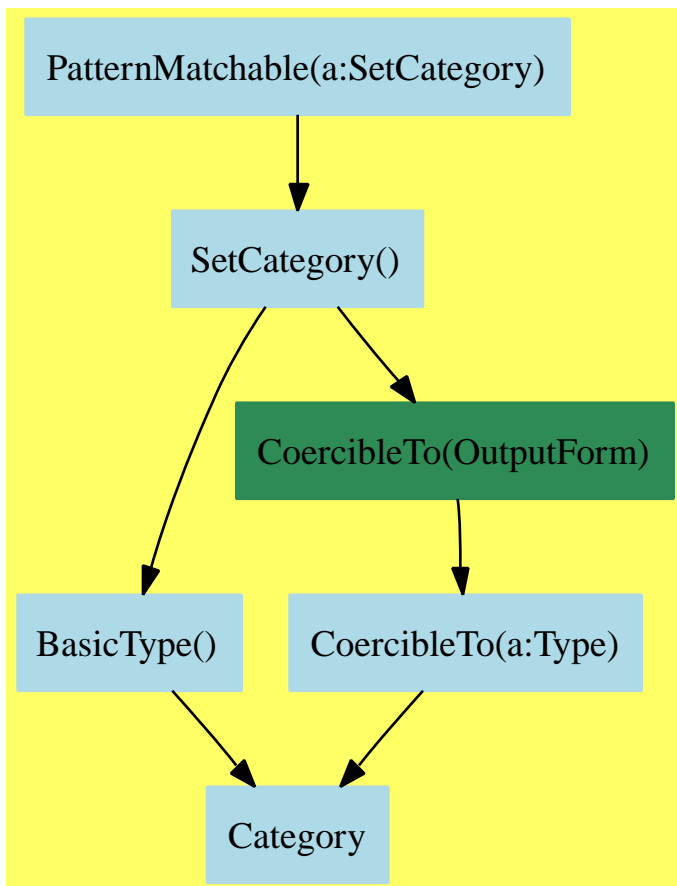 PatternMatchable(a:SetCategory)
SetCategory()
CoercibleTo(OutputForm)
BasicType()
CoercibleTo(a:Type)
Category